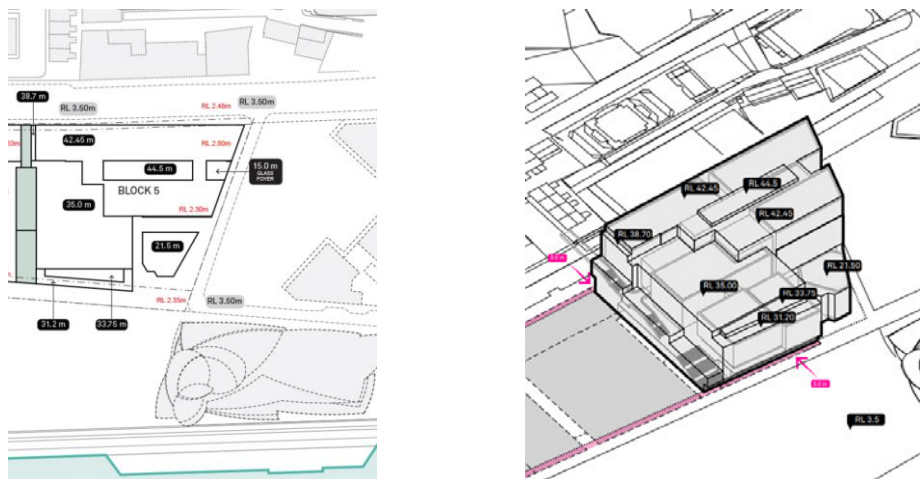 38.7 m
RL 3.50m
RL 2.48m
RL 3.50m
42.45 m
RL 2.80m
44.5 m
15.0 m
GLASS
FOYER
BLOCK 5
35.0 m
RL 2.30m
21.5 m
RL 2.35m
RL 3.50m
31.2 m
33.75 m
RL 42.45
RL 44.5
RL 42.45
RL 38.70
RL 21.50
RL 35.00
RL 33.75
RL 31.20
RL 3.5